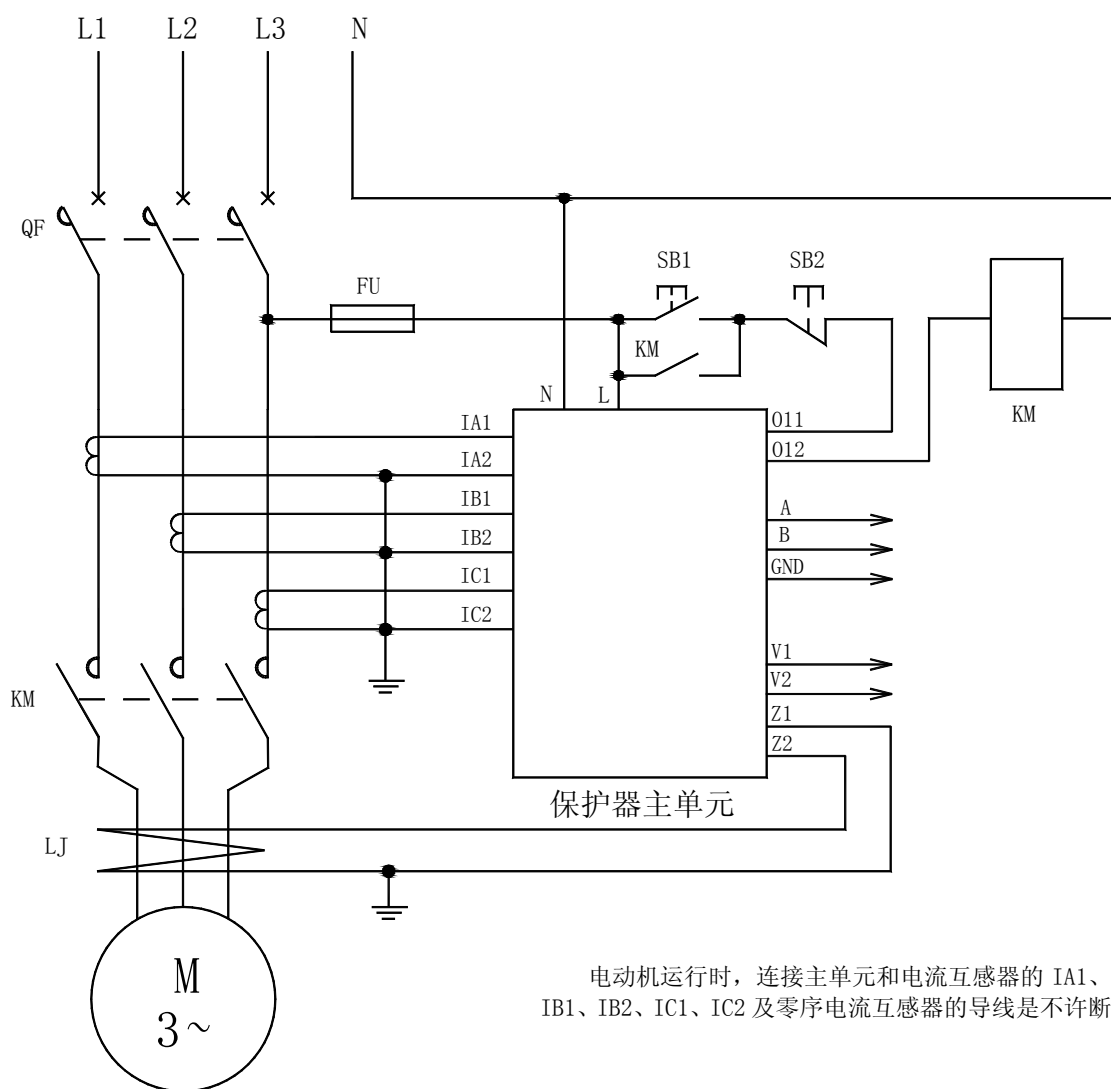 L1 L2 L3 N
QF
FU
SB1 SB2
KM
N L
KM
IA1
IA2
IB1
IB2
IC1
IC2
O11
O12
A
B
GND
V1
V2
Z1
Z2
KM
保护器主单元
LJ
M
3~
电动机运行时，连接主单元和电流互感器的 IA1、
IB1、IB2、IC1、IC2 及零序电流互感器的导线是不许断